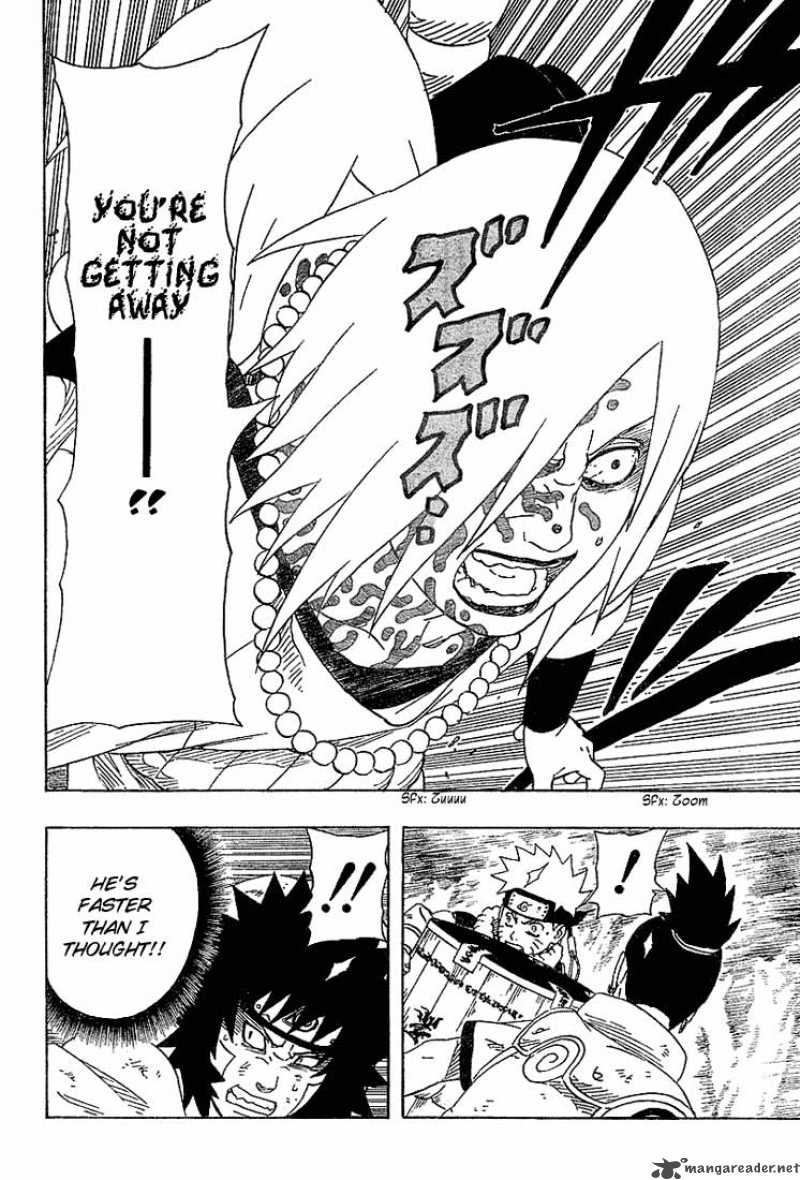 YOU'RE
NOT
GETTING
AWAY
!!
ズズズ…
Sfx: Zuuuu
Sfx: Zoom
!
!!
HE'S
FASTER
THAN I
THOUGHT!!
mangareader.net